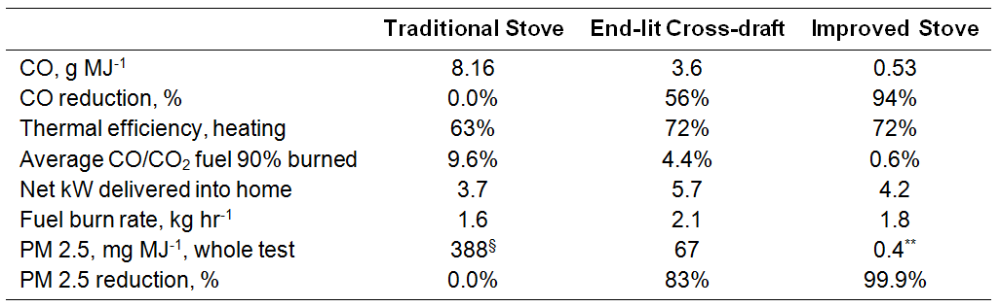 Traditional Stove End-lit Cross-draft Improved Stove
CO, g MJ⁻¹ 8.16 3.6 0.53
CO reduction, % 0.0% 56% 94%
Thermal efficiency, heating 63% 72% 72%
Average CO/CO₂ fuel 90% burned 9.6% 4.4% 0.6%
Net kW delivered into home 3.7 5.7 4.2
Fuel burn rate, kg hr⁻¹ 1.6 2.1 1.8
PM 2.5, mg MJ⁻¹, whole test 388§ 67 0.4**
PM 2.5 reduction, % 0.0% 83% 99.9%